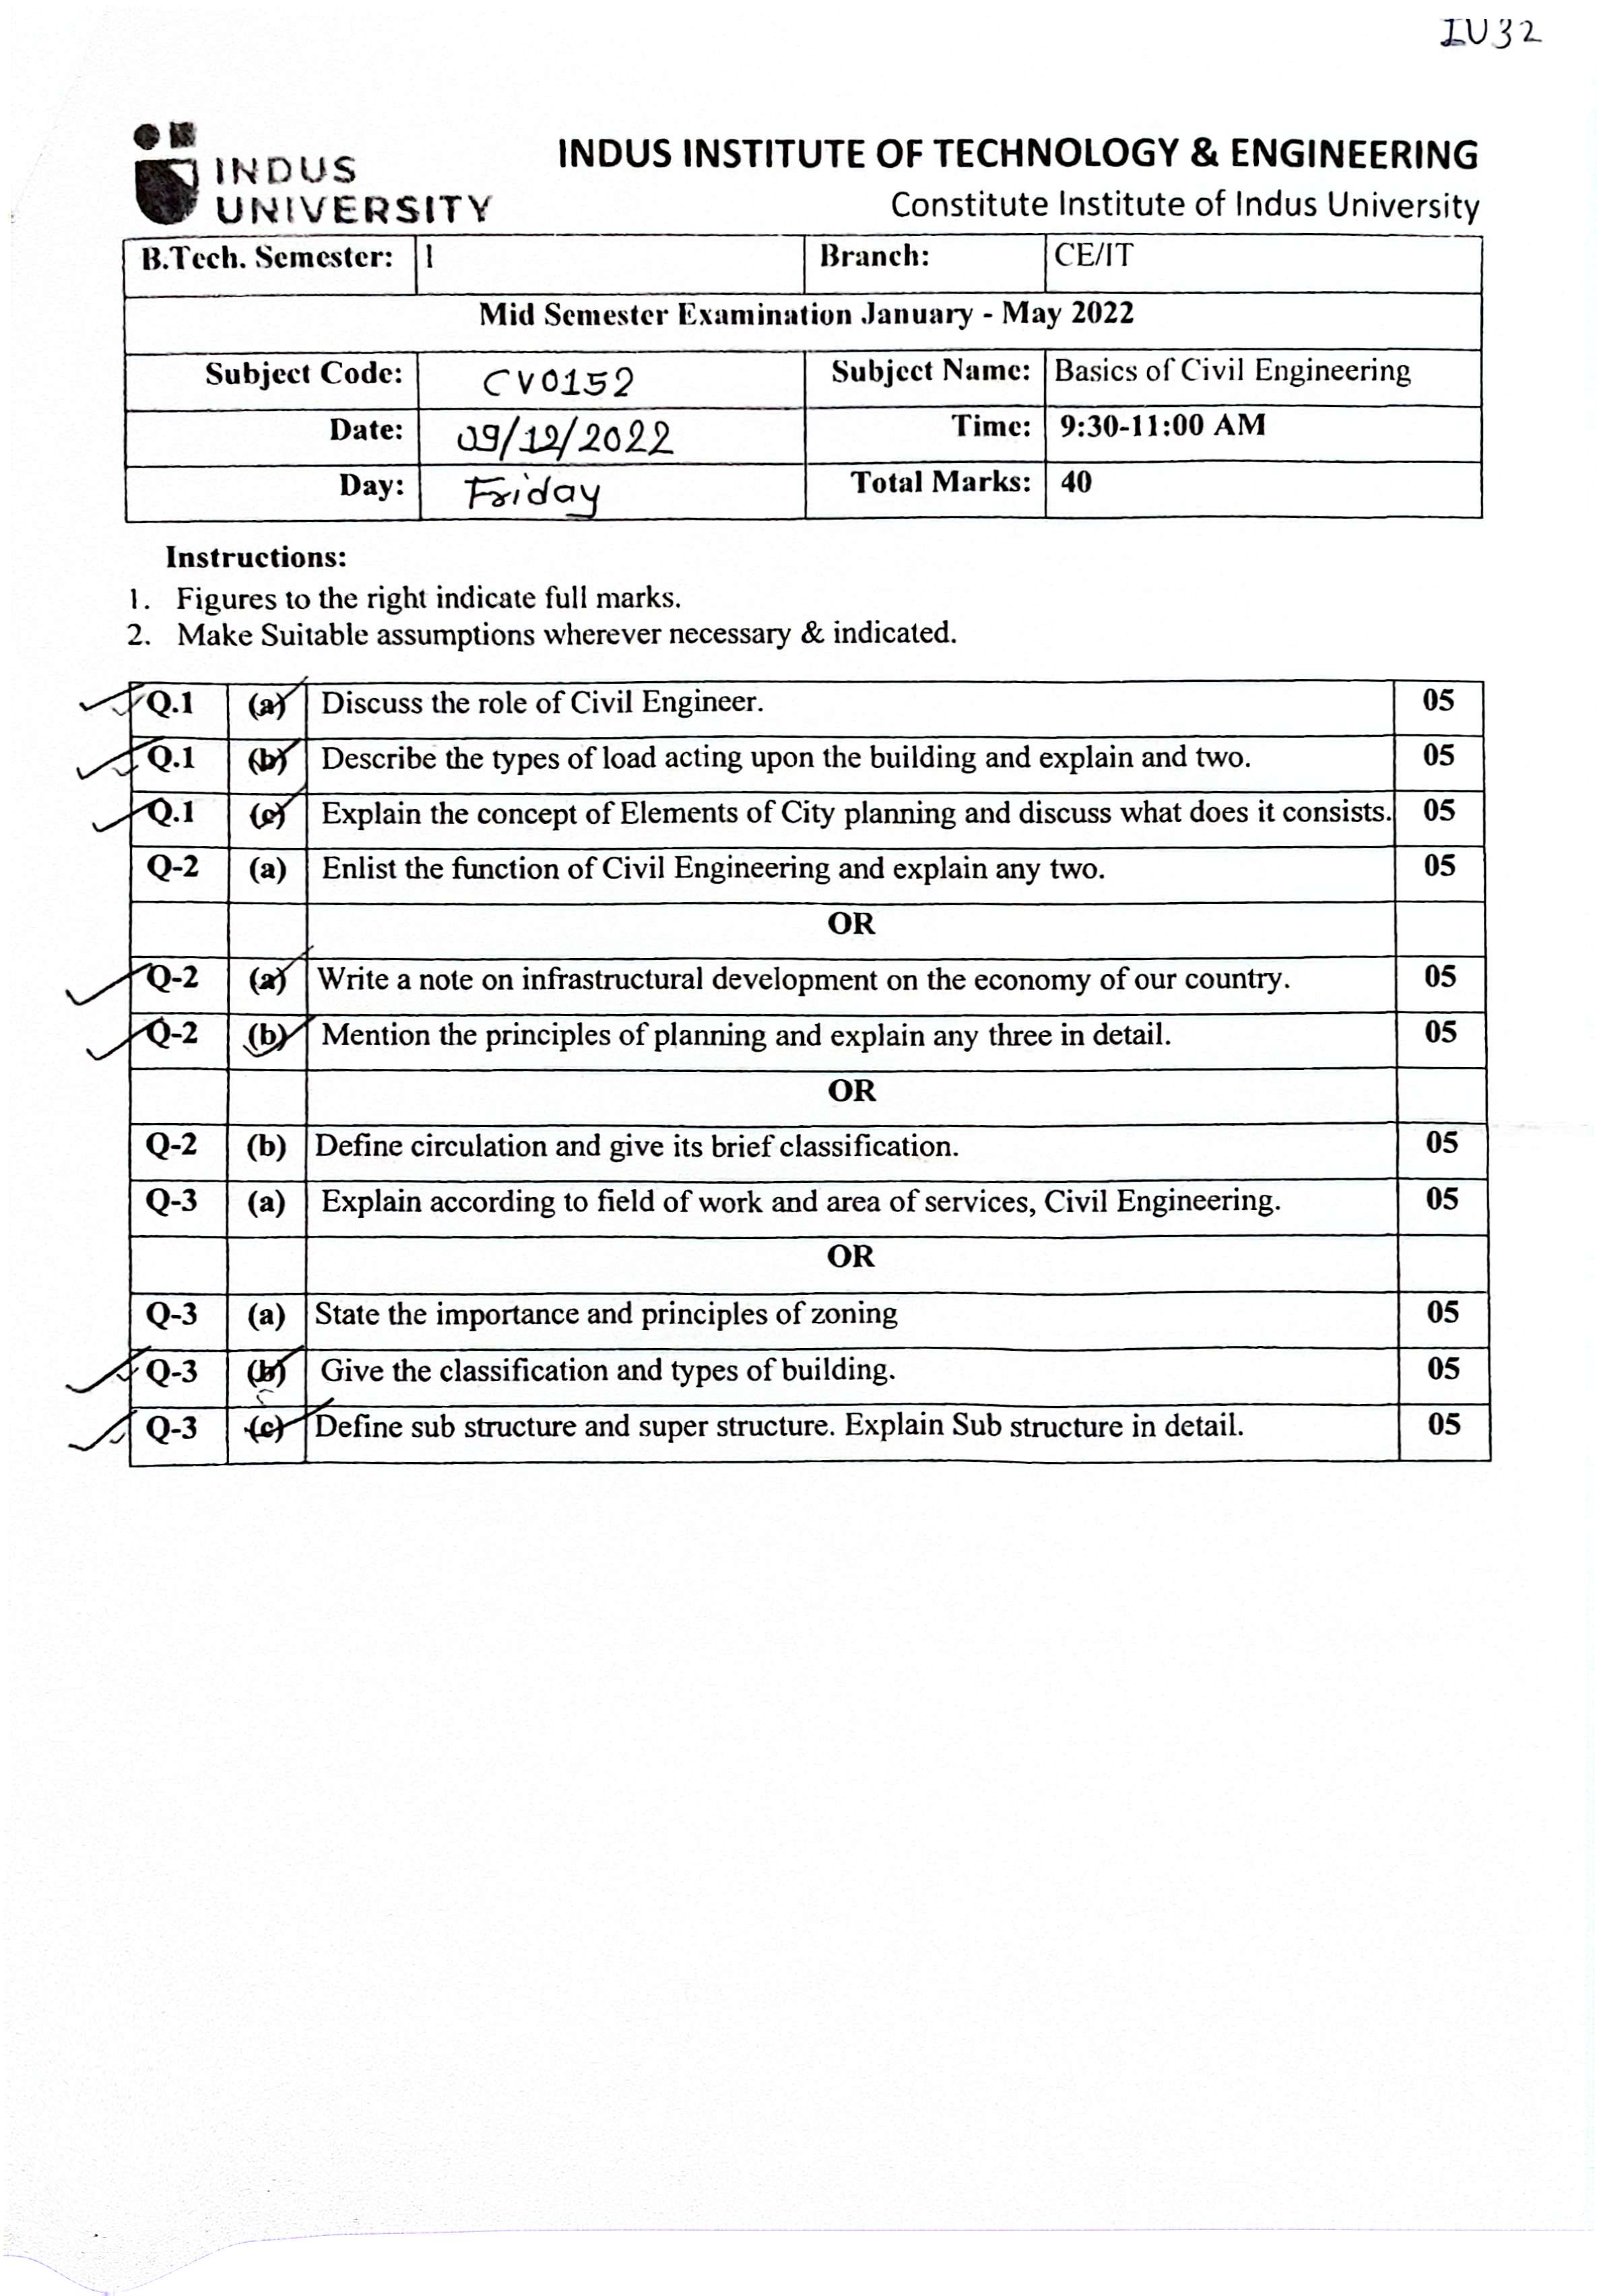 IU32
INDUS
UNIVERSITY
INDUS INSTITUTE OF TECHNOLOGY & ENGINEERING
Constitute Institute of Indus University
B.Tech. Semester: 1 Branch: CE/IT
Mid Semester Examination January - May 2022
Subject Code: CV0152 Subject Name: Basics of Civil Engineering
Date: 09/12/2022 Time: 9:30-11:00 AM
Day: Friday Total Marks: 40
Instructions:
1. Figures to the right indicate full marks.
2. Make Suitable assumptions wherever necessary & indicated.
Q.1 (a) Discuss the role of Civil Engineer. 05
Q.1 (b) Describe the types of load acting upon the building and explain and two. 05
Q.1 (c) Explain the concept of Elements of City planning and discuss what does it consists. 05
Q-2 (a) Enlist the function of Civil Engineering and explain any two. 05
OR
Q-2 (a) Write a note on infrastructural development on the economy of our country. 05
Q-2 (b) Mention the principles of planning and explain any three in detail. 05
OR
Q-2 (b) Define circulation and give its brief classification. 05
Q-3 (a) Explain according to field of work and area of services, Civil Engineering. 05
OR
Q-3 (a) State the importance and principles of zoning 05
Q-3 (b) Give the classification and types of building. 05
Q-3 (c) Define sub structure and super structure. Explain Sub structure in detail. 05